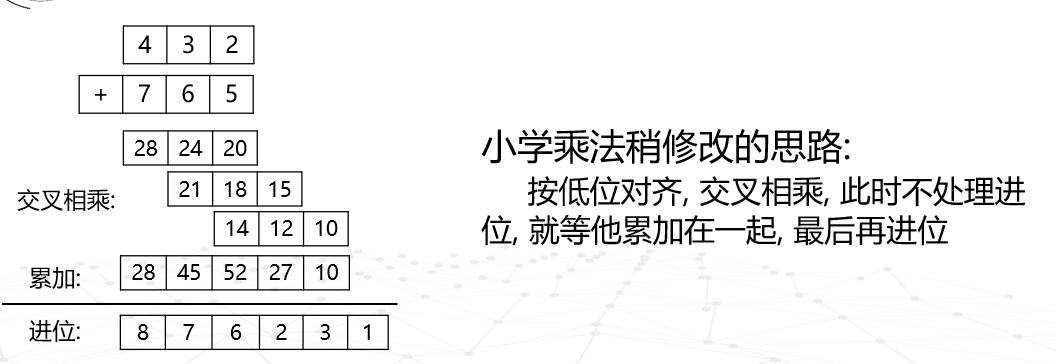 4 3 2
+ 7 6 5
28 24 20
21 18 15
交叉相乘:
14 12 10
累加: 28 45 52 27 10
进位: 8 7 6 2 3 1
小学乘法稍修改的思路:
按低位对齐, 交叉相乘, 此时不处理进
位, 就等他累加在一起, 最后再进位